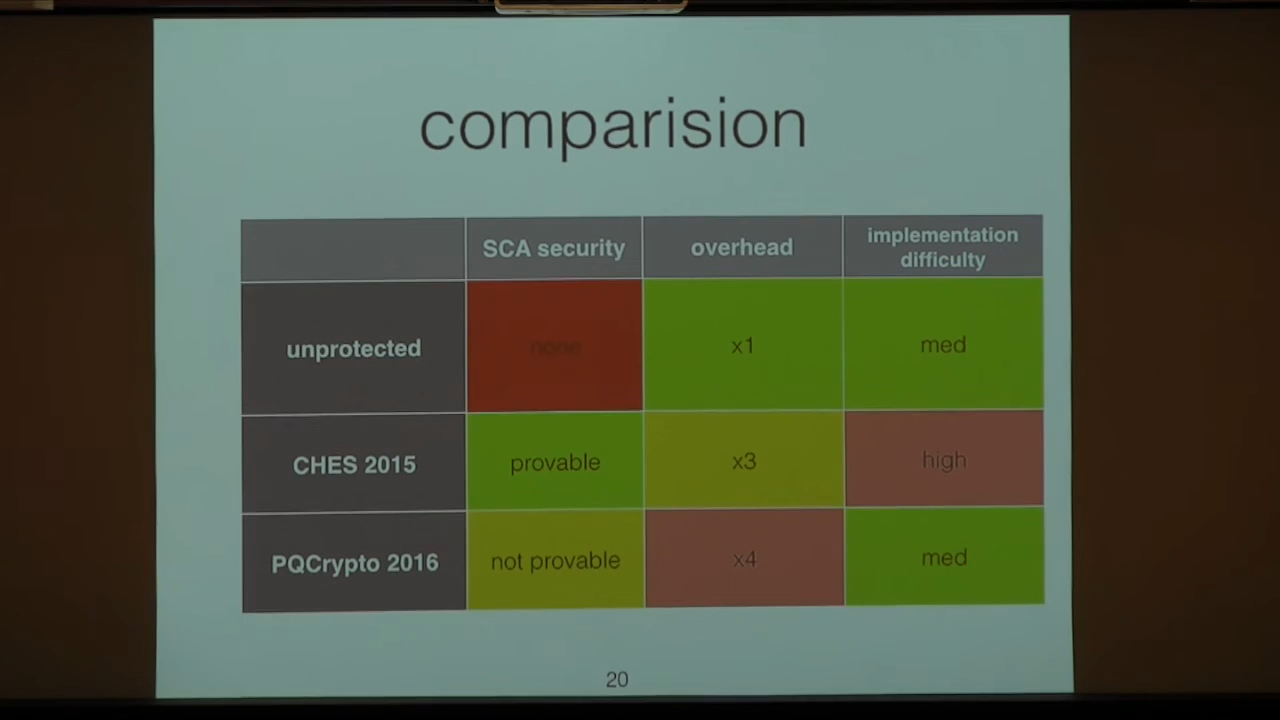 comparision
SCA security overhead implementation
difficulty
unprotected none x1 med
CHES 2015 provable x3 high
PQCrypto 2016 not provable x4 med
20